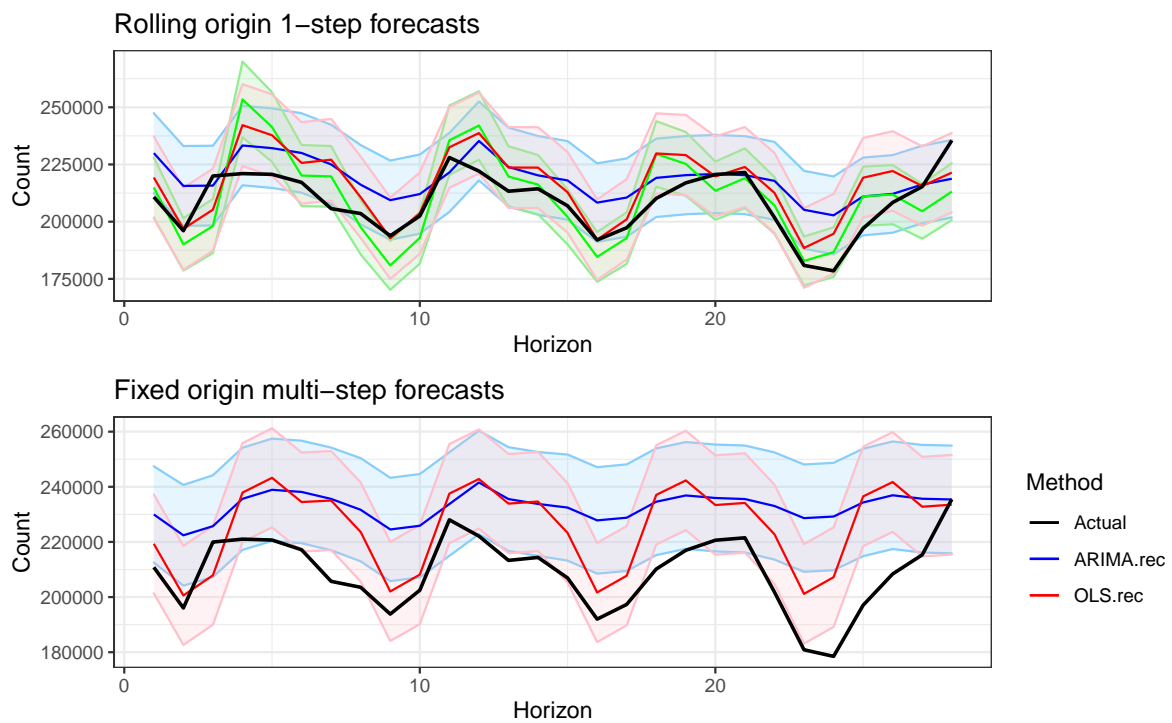 Rolling origin 1−step forecasts
250000
225000
200000
175000
Count
0
10
20
Horizon
Fixed origin multi−step forecasts
260000
240000
220000
200000
180000
Count
0
10
20
Horizon
Method
Actual
ARIMA.rec
OLS.rec